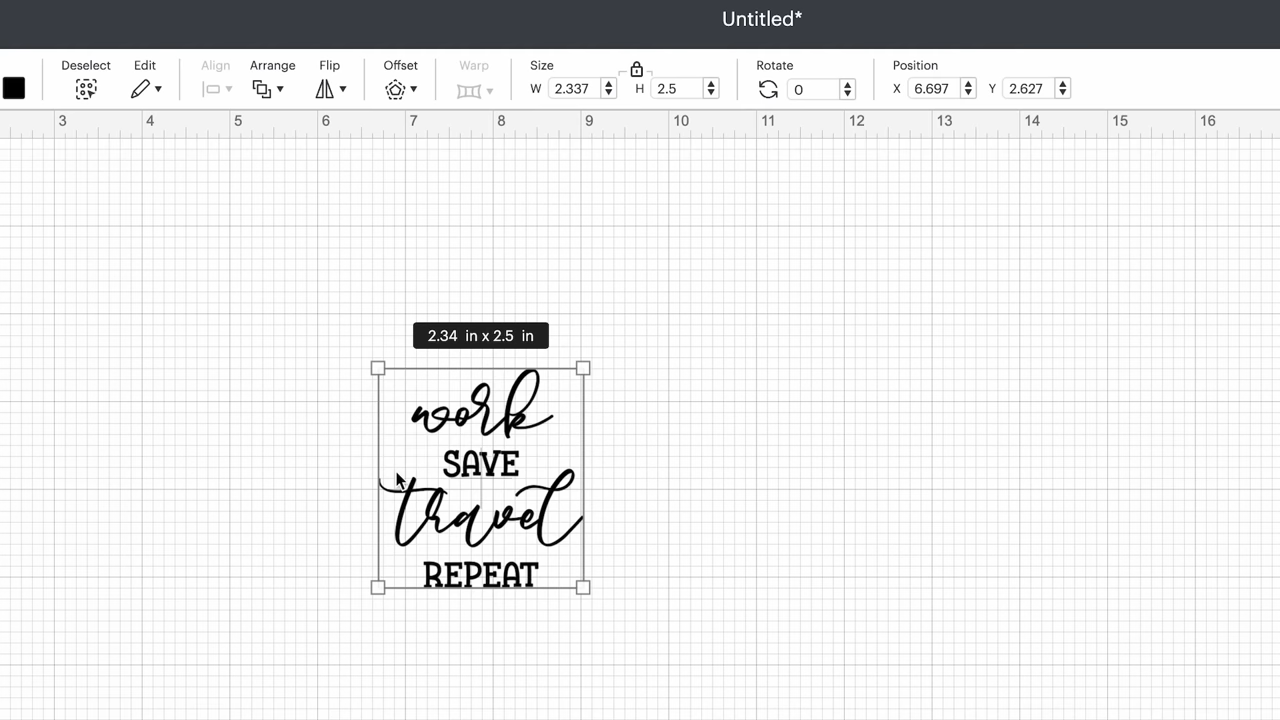 Untitled*
Deselect Edit Align Arrange Flip Offset Warp Size Rotate Position
W 2.337 H 2.5 0 X 6.697 Y 2.627
3 4 5 6 7 8 9 10 11 12 13 14 15 16
2.34 in x 2.5 in
work
SAVE
travel
REPEAT